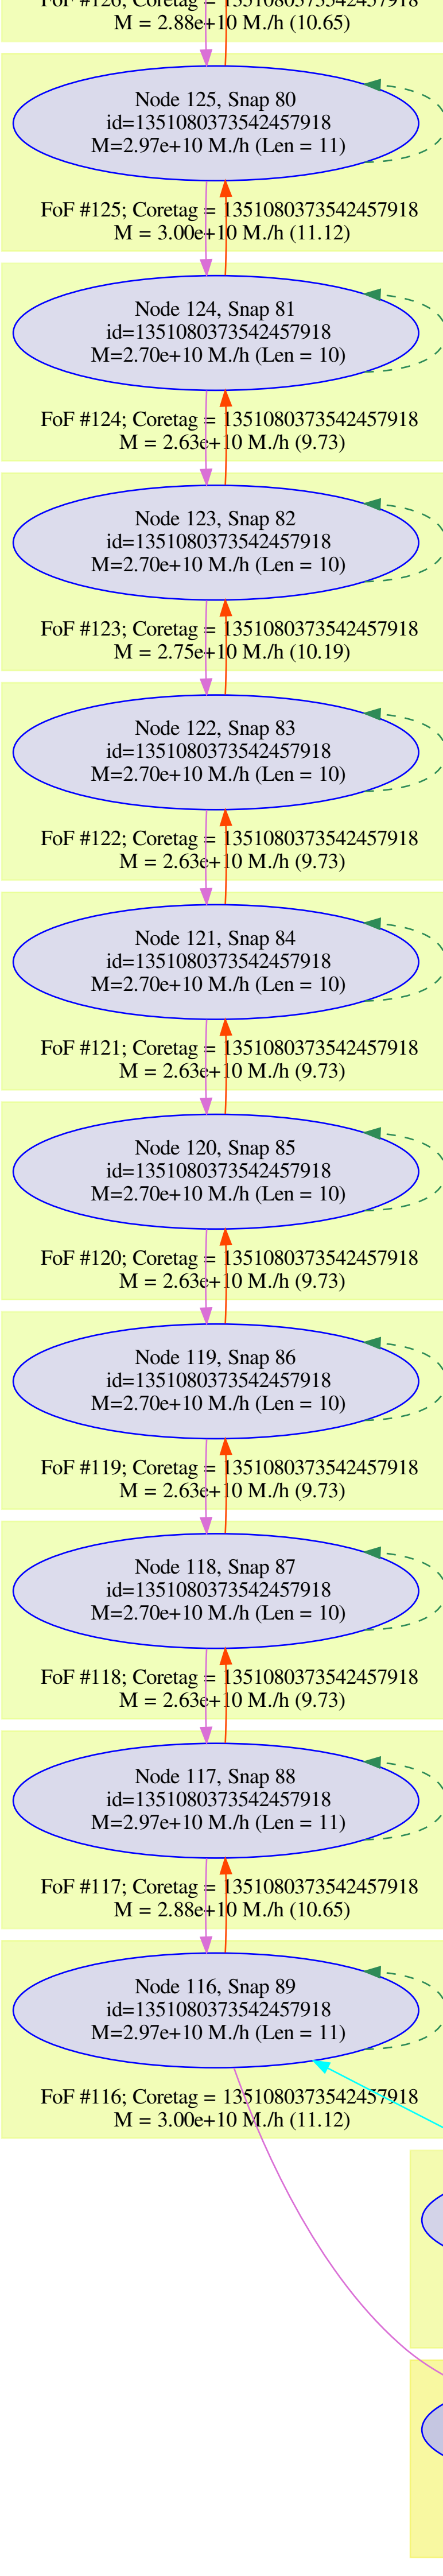 FoF #126; Coretag = 1351080373542457918
M = 2.88e+10 M./h (10.65)
Node 125, Snap 80
id=1351080373542457918
M=2.97e+10 M./h (Len = 11)
FoF #125; Coretag = 1351080373542457918
M = 3.00e+10 M./h (11.12)
Node 124, Snap 81
id=1351080373542457918
M=2.70e+10 M./h (Len = 10)
FoF #124; Coretag = 1351080373542457918
M = 2.63e+10 M./h (9.73)
Node 123, Snap 82
id=1351080373542457918
M=2.70e+10 M./h (Len = 10)
FoF #123; Coretag = 1351080373542457918
M = 2.75e+10 M./h (10.19)
Node 122, Snap 83
id=1351080373542457918
M=2.70e+10 M./h (Len = 10)
FoF #122; Coretag = 1351080373542457918
M = 2.63e+10 M./h (9.73)
Node 121, Snap 84
id=1351080373542457918
M=2.70e+10 M./h (Len = 10)
FoF #121; Coretag = 1351080373542457918
M = 2.63e+10 M./h (9.73)
Node 120, Snap 85
id=1351080373542457918
M=2.70e+10 M./h (Len = 10)
FoF #120; Coretag = 1351080373542457918
M = 2.63e+10 M./h (9.73)
Node 119, Snap 86
id=1351080373542457918
M=2.70e+10 M./h (Len = 10)
FoF #119; Coretag = 1351080373542457918
M = 2.63e+10 M./h (9.73)
Node 118, Snap 87
id=1351080373542457918
M=2.70e+10 M./h (Len = 10)
FoF #118; Coretag = 1351080373542457918
M = 2.63e+10 M./h (9.73)
Node 117, Snap 88
id=1351080373542457918
M=2.97e+10 M./h (Len = 11)
FoF #117; Coretag = 1351080373542457918
M = 2.88e+10 M./h (10.65)
Node 116, Snap 89
id=1351080373542457918
M=2.97e+10 M./h (Len = 11)
FoF #116; Coretag = 1351080373542457918
M = 3.00e+10 M./h (11.12)